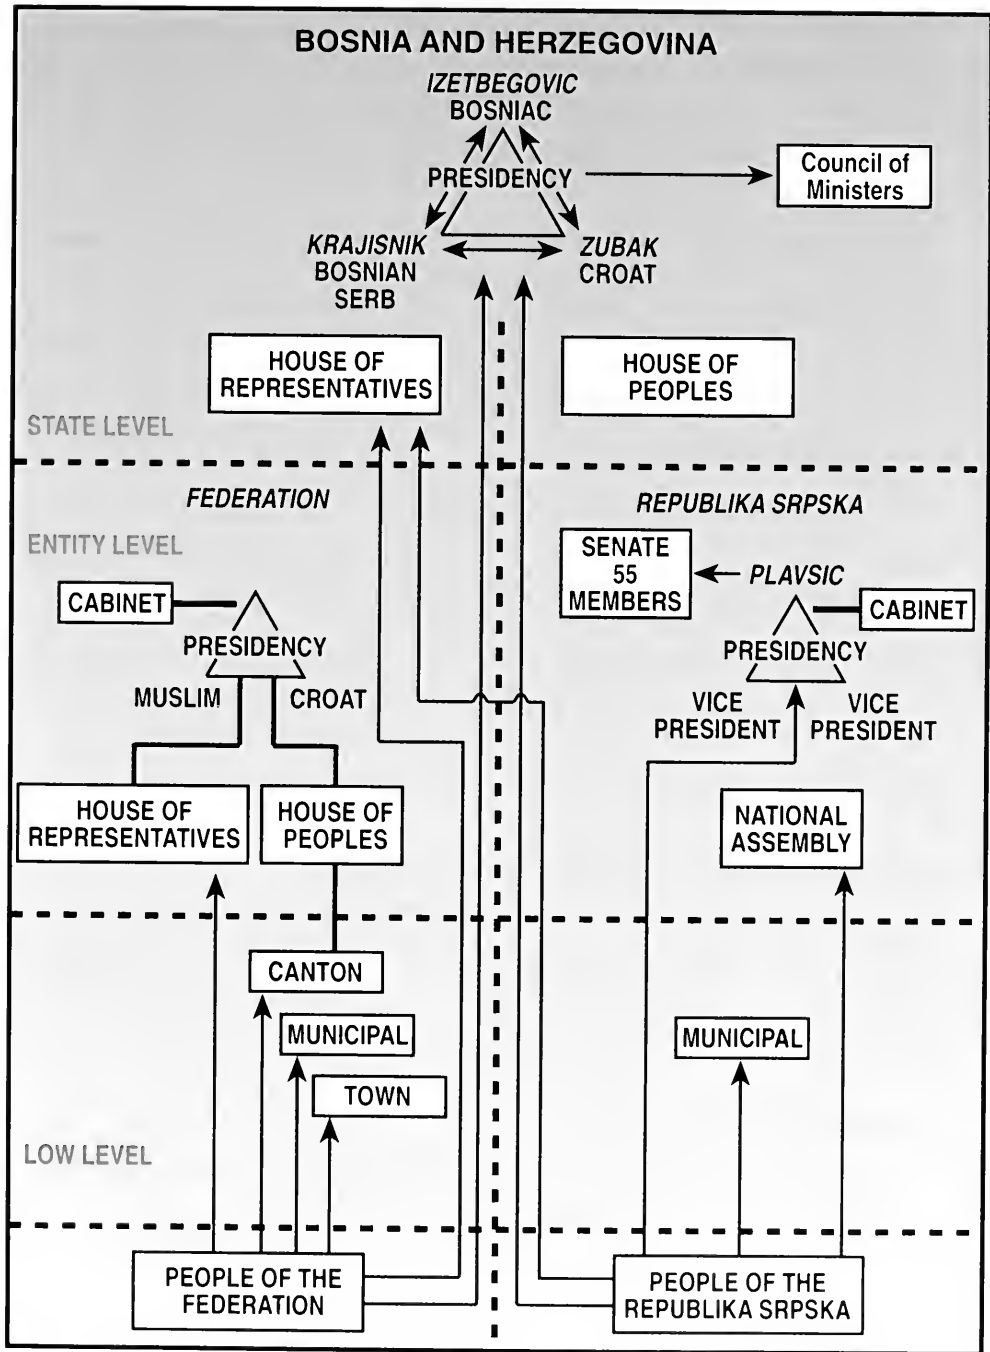 BOSNIA AND HERZEGOVINA
IZETBEGOVIC
BOSNIAC
PRESIDENCY
Council of
Ministers
KRAJISNIK
BOSNIAN
SERB
ZUBAK
CROAT
HOUSE OF
REPRESENTATIVES
HOUSE OF
PEOPLES
STATE LEVEL
FEDERATION
REPUBLIKA SRPSKA
ENTITY LEVEL
CABINET
PRESIDENCY
MUSLIM
CROAT
HOUSE OF
REPRESENTATIVES
HOUSE OF
PEOPLES
SENATE
55
MEMBERS
PLAVSIC
CABINET
PRESIDENCY
VICE
PRESIDENT
VICE
PRESIDENT
NATIONAL
ASSEMBLY
CANTON
MUNICIPAL
TOWN
MUNICIPAL
LOW LEVEL
PEOPLE OF THE
FEDERATION
PEOPLE OF THE
REPUBLIKA SRPSKA